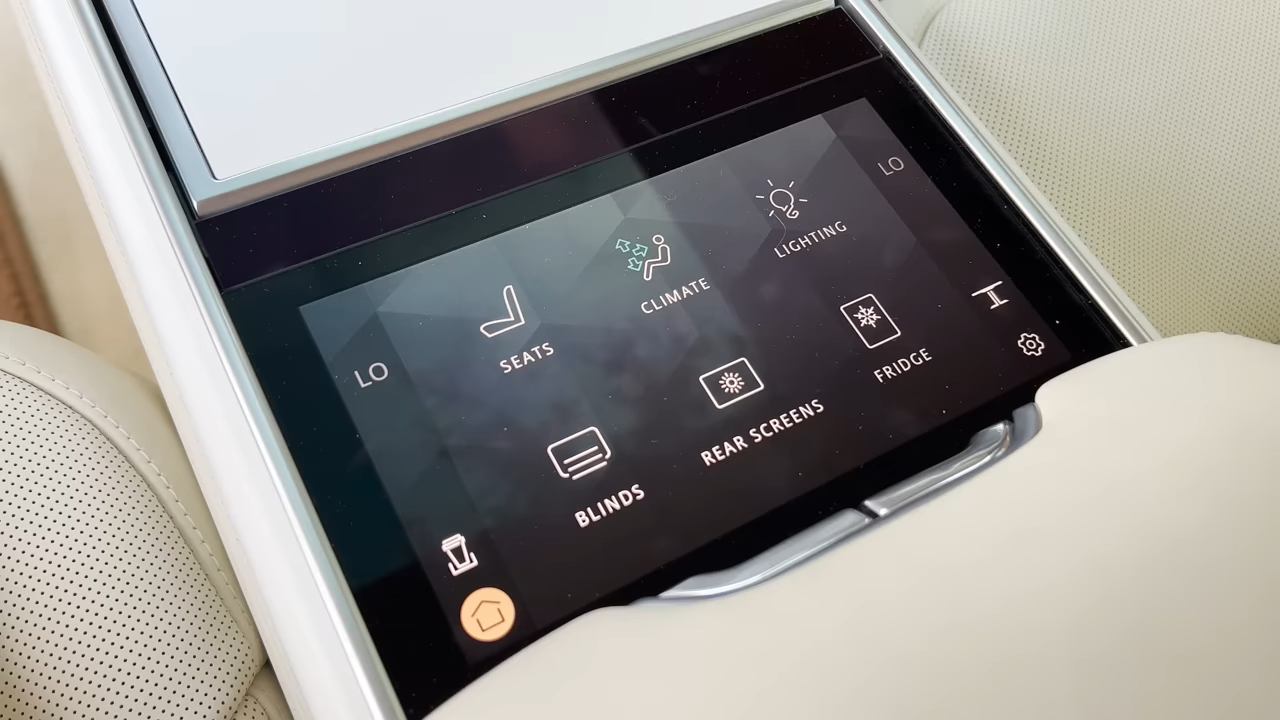 LO
SEATS
CLIMATE
LIGHTING
LO
BLINDS
REAR SCREENS
FRIDGE